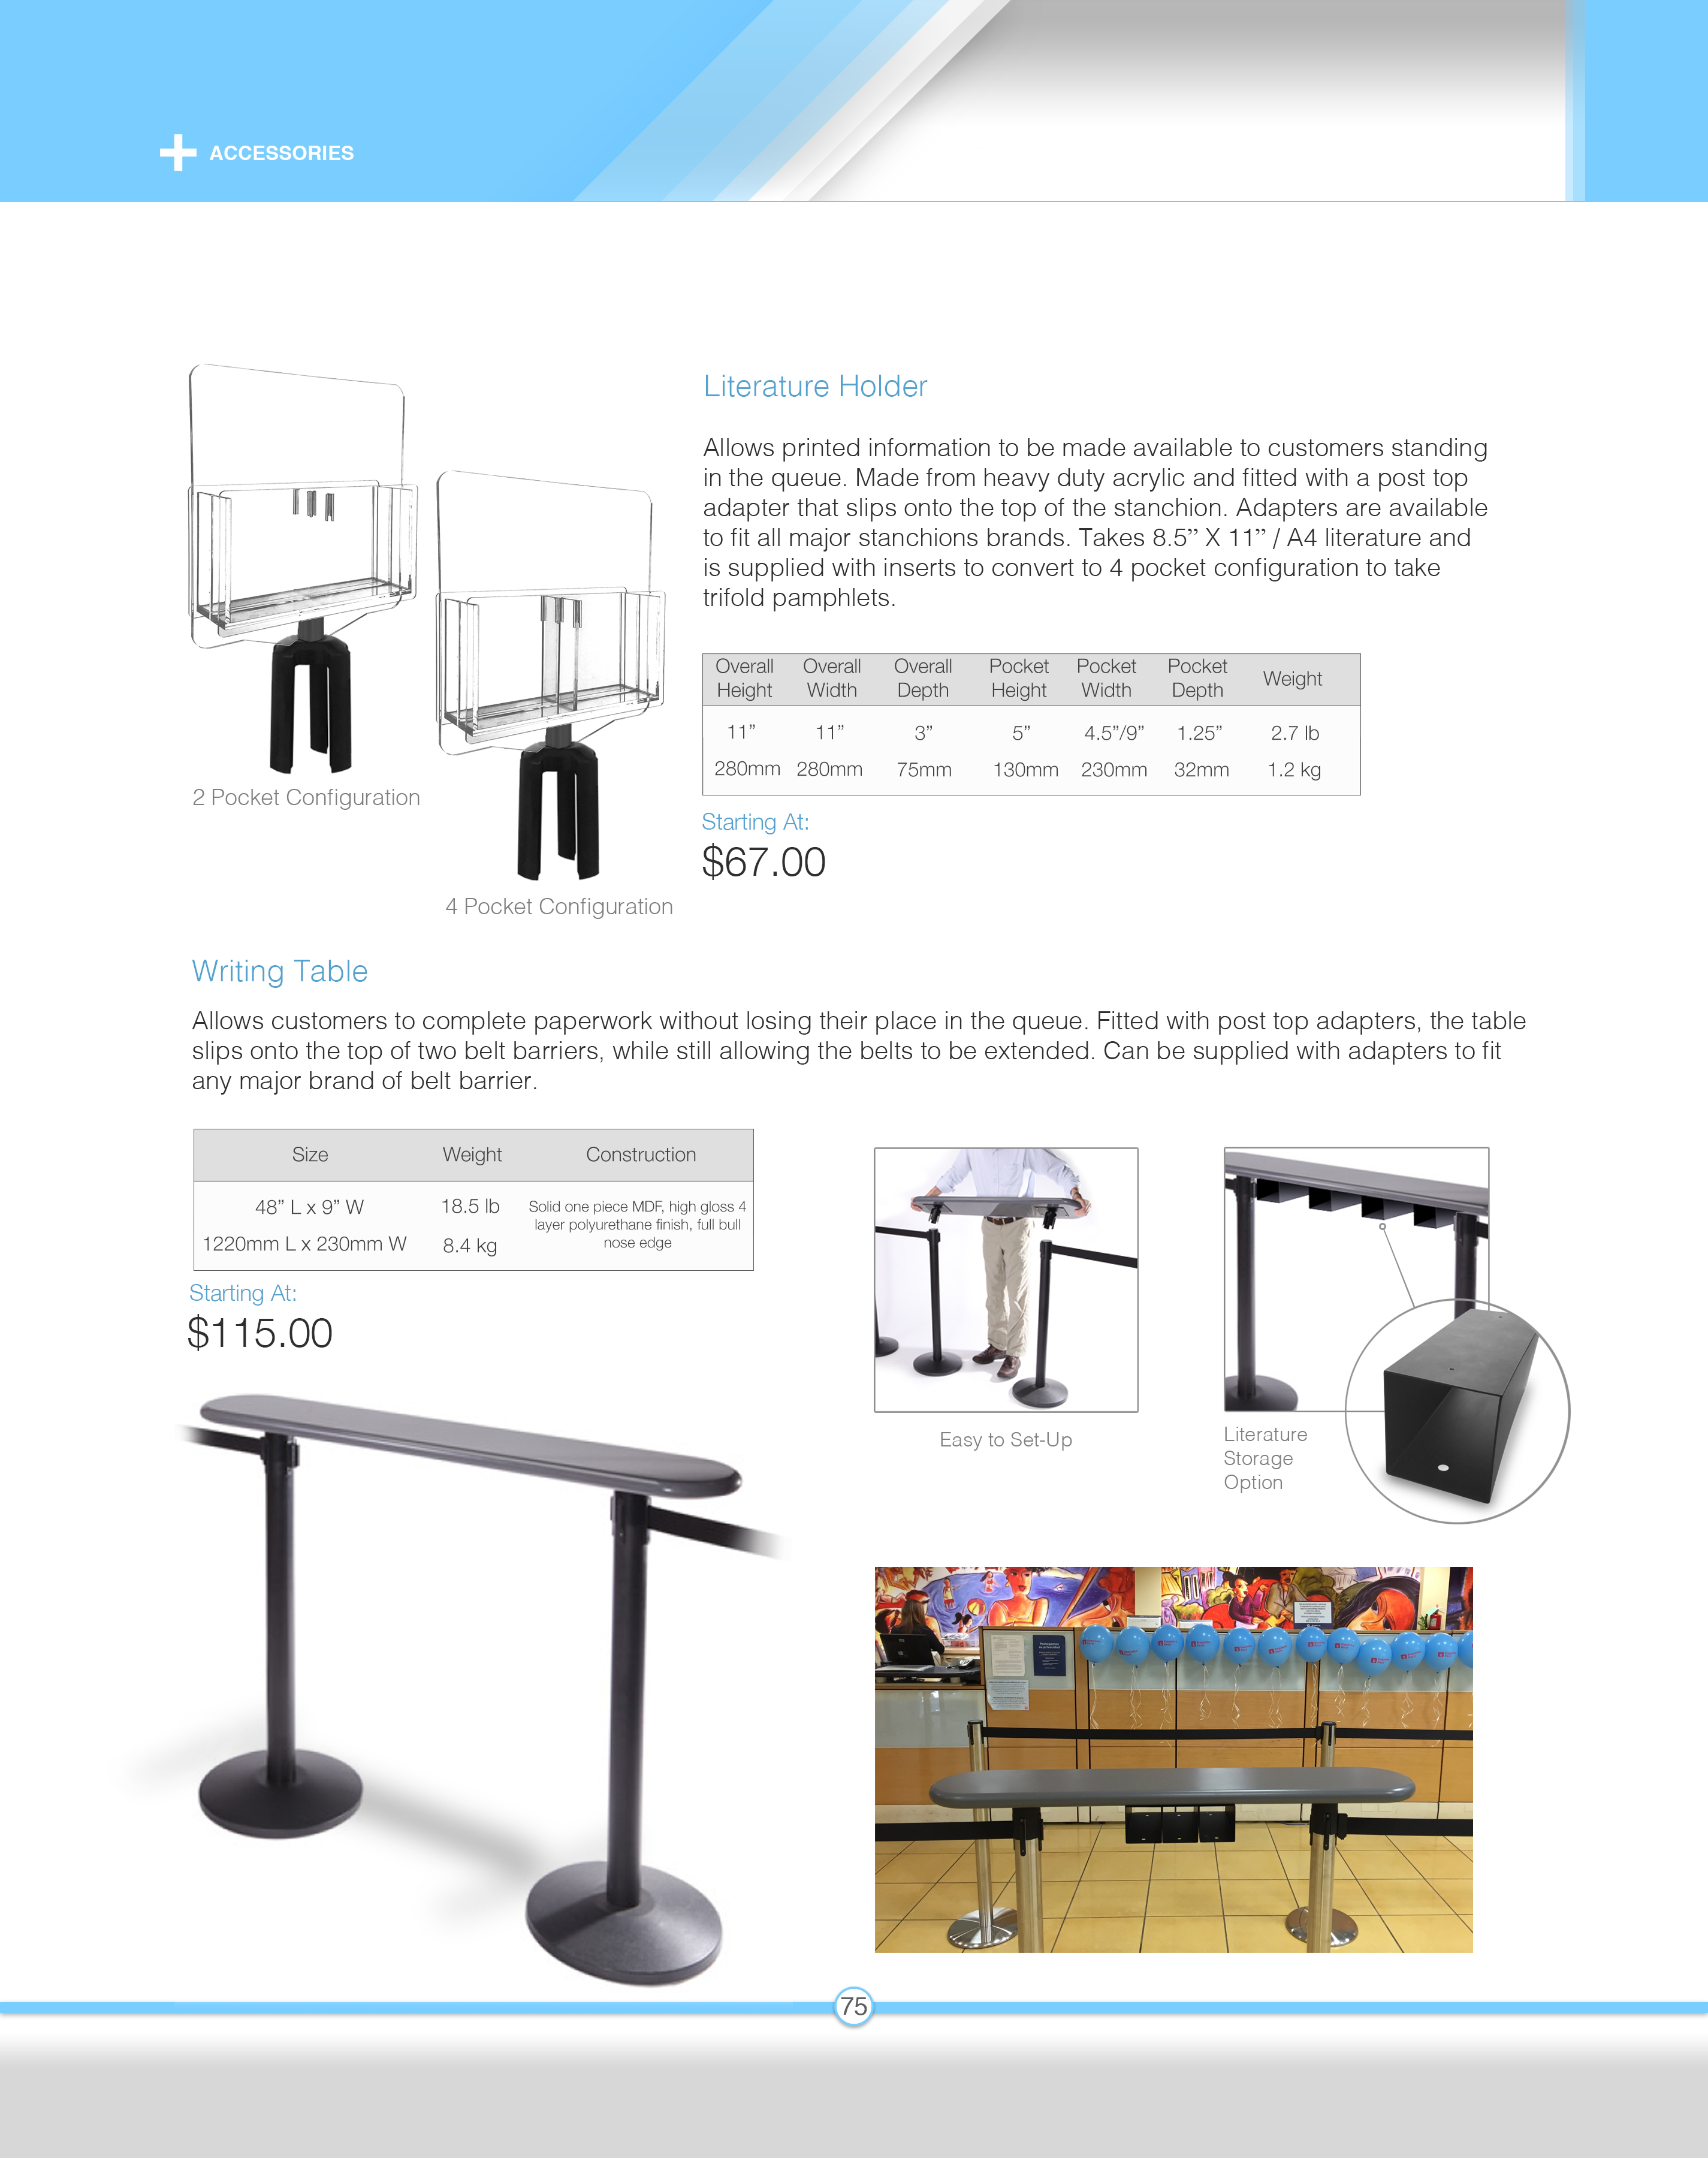 ACCESSORIES
Literature Holder
Allows printed information to be made available to customers standing
in the queue. Made from heavy duty acrylic and fitted with a post top
adapter that slips onto the top of the stanchion. Adapters are available
to fit all major stanchions brands. Takes 8.5” X 11” / A4 literature and
is supplied with inserts to convert to 4 pocket configuration to take
trifold pamphlets.
Overall Height Overall Width Overall Depth Pocket Height Pocket Width Pocket Depth Weight
11” 11” 3” 5” 4.5”/9” 1.25” 2.7 lb
280mm 280mm 75mm 130mm 230mm 32mm 1.2 kg
2 Pocket Configuration
Starting At:
$67.00
4 Pocket Configuration
Writing Table
Allows customers to complete paperwork without losing their place in the queue. Fitted with post top adapters, the table
slips onto the top of two belt barriers, while still allowing the belts to be extended. Can be supplied with adapters to fit
any major brand of belt barrier.
Size Weight Construction
48” L x 9” W 18.5 lb
1220mm L x 230mm W 8.4 kg
Solid one piece MDF, high gloss 4
layer polyurethane finish, full bull
nose edge
Starting At:
$115.00
Easy to Set-Up
Literature
Storage
Option
75